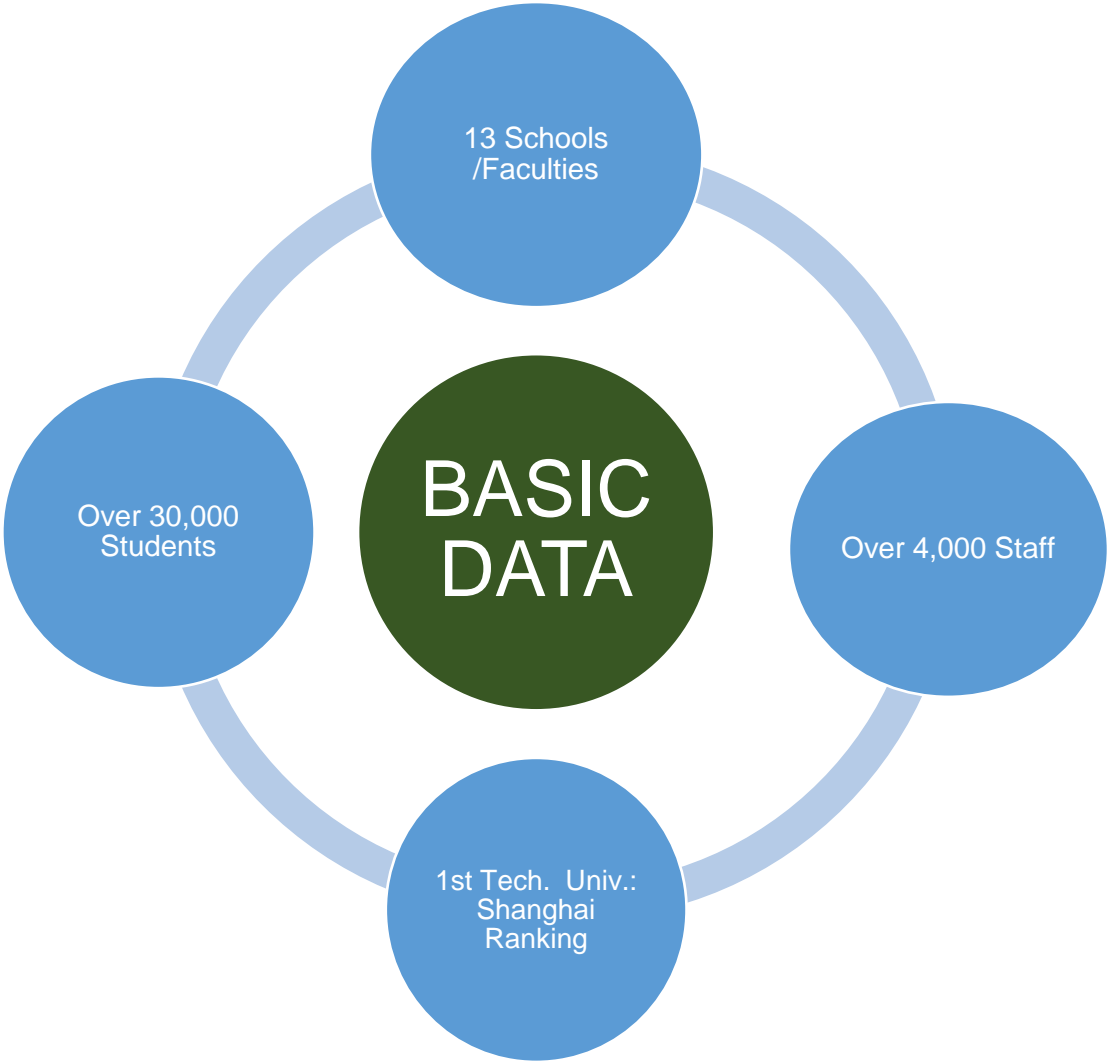 13 Schools
/Faculties
Over 30,000
Students
BASIC
DATA
Over 4,000 Staff
1st Tech. Univ.:
Shanghai
Ranking